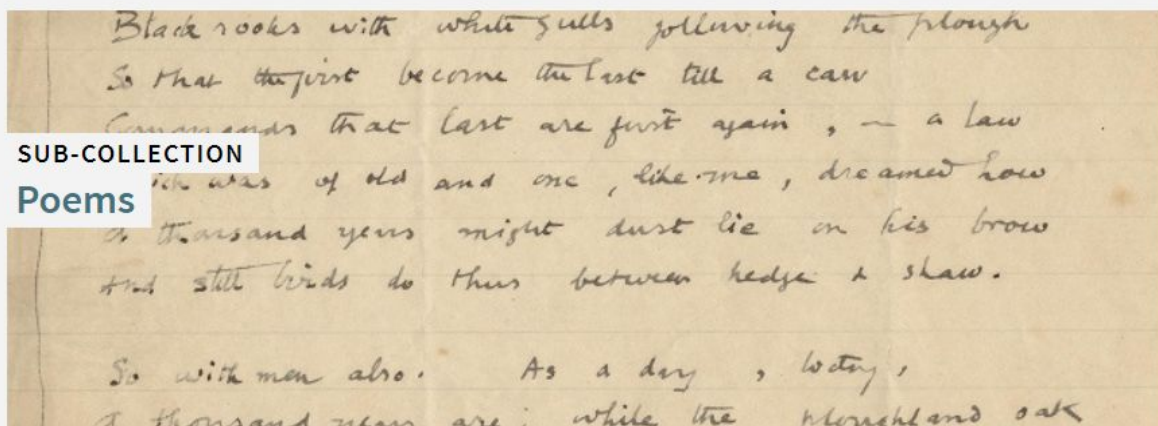 Black rooks with white gulls following the plough
So that the first become the last till a caw
Commands that last are first again, — a law
SUB-COLLECTION
was of old and one, like me, dreamed how
Poems
A thousand years might dust lie on his brow
And still birds do thus between hedge & shaw.
So with men also. As a day,
A thousand years are; while the ploughland oak